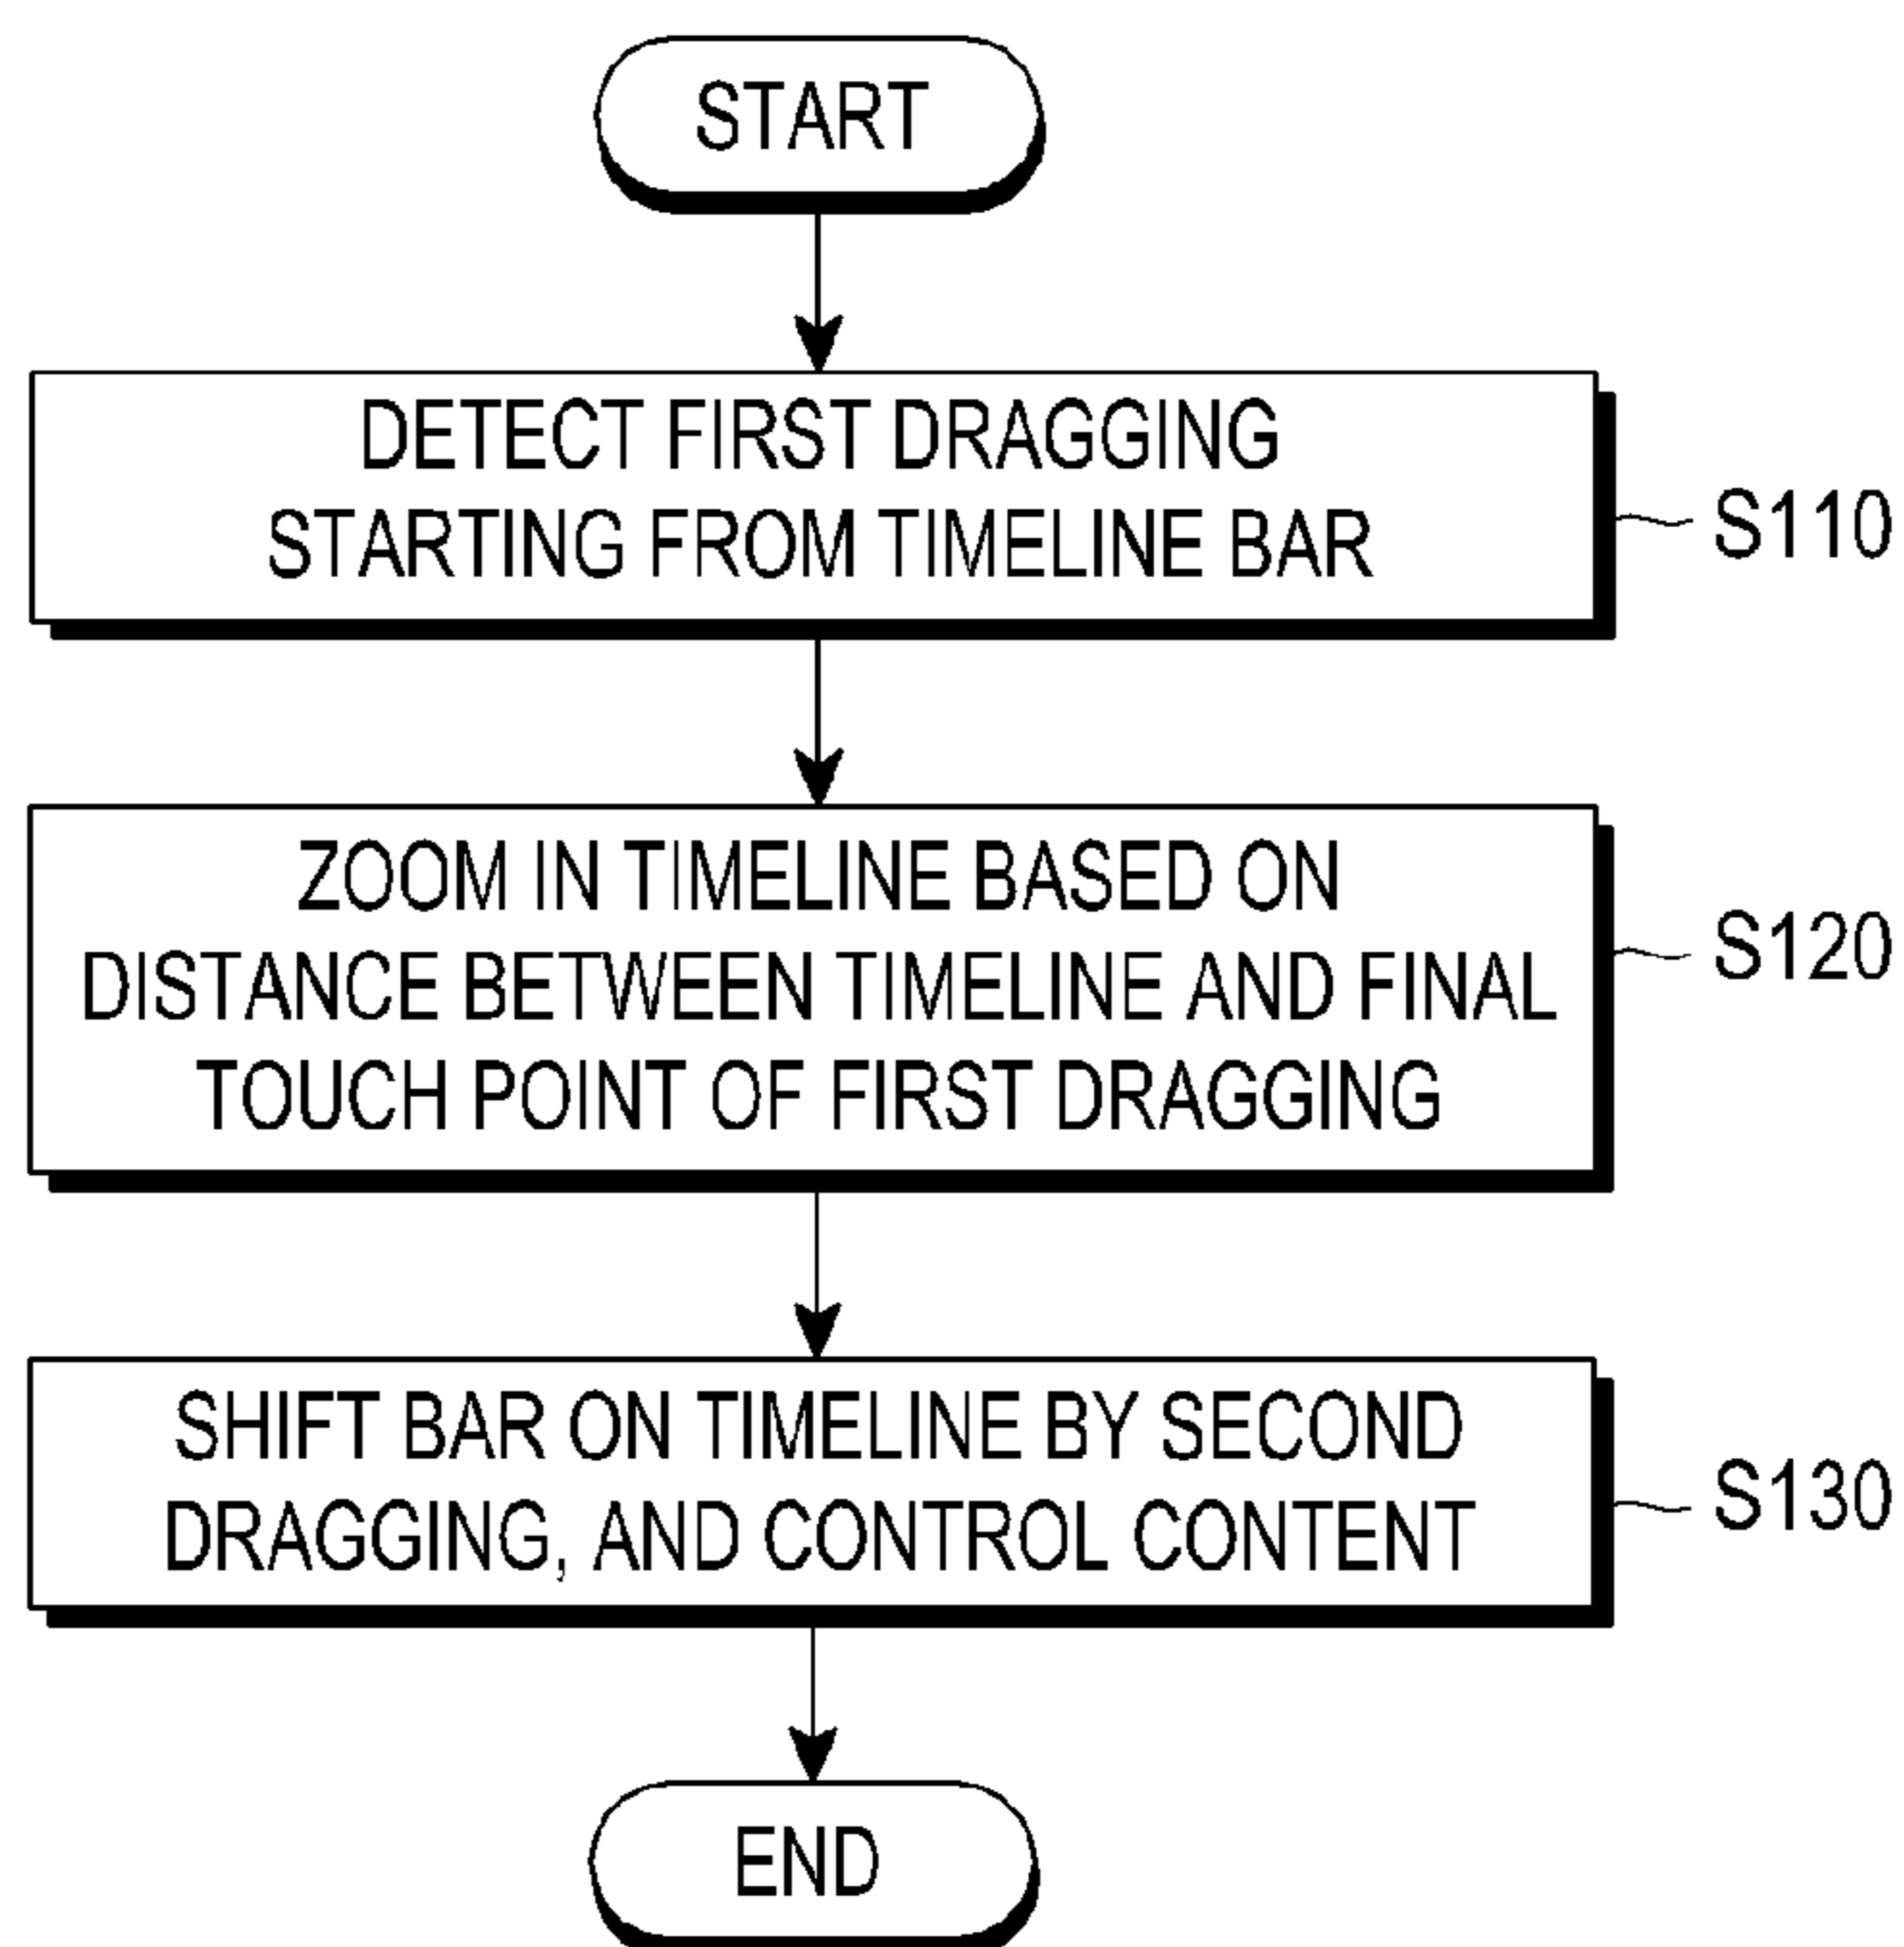 START
DETECT FIRST DRAGGING
STARTING FROM TIMELINE BAR
S110
ZOOM IN TIMELINE BASED ON
DISTANCE BETWEEN TIMELINE AND FINAL
TOUCH POINT OF FIRST DRAGGING
S120
SHIFT BAR ON TIMELINE BY SECOND
DRAGGING, AND CONTROL CONTENT
S130
END